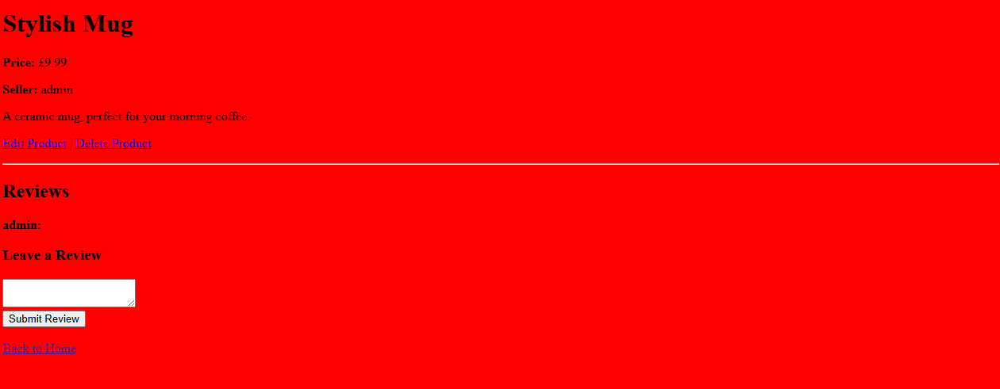 Stylish Mug
Price: £9.99
Seller: admin
A ceramic mug, perfect for your morning coffee.
Edit Product | Delete Product
Reviews
admin:
Leave a Review
Submit Review
Back to Home